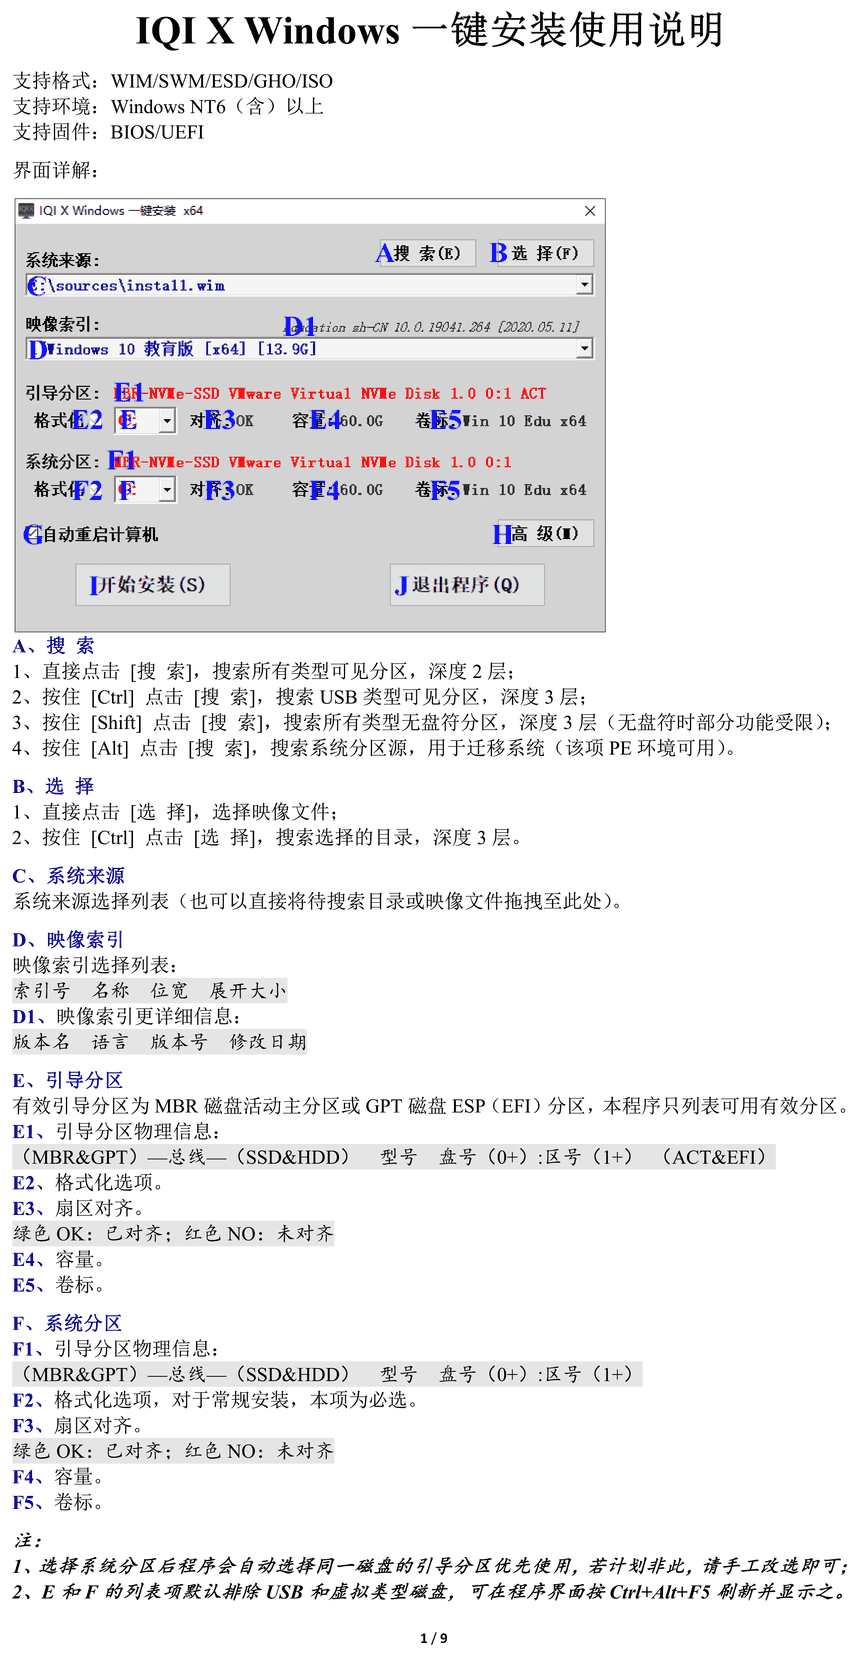 IQI X Windows 一键安装使用说明
支持格式：WIM/SWM/ESD/GHO/ISO
支持环境：Windows NT6（含）以上
支持固件：BIOS/UEFI
界面详解：
IQI X Windows 一键安装 x64
系统来源: A 搜 索(E) B 选 择(F)
C :\sources\install.wim
映像索引: D1 zh-CN 10.0.19041.264 [2020.05.11]
D Windows 10 教育版 [x64] [13.9G]
引导分区: E1 MBR-NVMe-SSD VMware Virtual NVMe Disk 1.0 0:1 ACT
格式化 E2 E 对齐: E3 OK 容量: E4 60.0G 卷标: E5 Win 10 Edu x64
系统分区: F1 MBR-NVMe-SSD VMware Virtual NVMe Disk 1.0 0:1
格式化 F2 F 对齐: F3 OK 容量: F4 60.0G 卷标: F5 Win 10 Edu x64
G 自动重启计算机 H 高 级(M)
I 开始安装(S) J 退出程序(Q)
A、搜 索
1、直接点击 [搜 索]，搜索所有类型可见分区，深度 2 层；
2、按住 [Ctrl] 点击 [搜 索]，搜索 USB 类型可见分区，深度 3 层；
3、按住 [Shift] 点击 [搜 索]，搜索所有类型无盘符分区，深度 3 层（无盘符时部分功能受限）；
4、按住 [Alt] 点击 [搜 索]，搜索系统分区源，用于迁移系统（该项 PE 环境可用）。
B、选 择
1、直接点击 [选 择]，选择映像文件；
2、按住 [Ctrl] 点击 [选 择]，搜索选择的目录，深度 3 层。
C、系统来源
系统来源选择列表（也可以直接将待搜索目录或映像文件拖拽至此处）。
D、映像索引
映像索引选择列表：
索引号 名称 位宽 展开大小
D1、映像索引更详细信息：
版本名 语言 版本号 修改日期
E、引导分区
有效引导分区为 MBR 磁盘活动主分区或 GPT 磁盘 ESP（EFI）分区，本程序只列表可用有效分区。
E1、引导分区物理信息：
（MBR&GPT）—总线—（SSD&HDD） 型号 盘号（0+）:区号（1+） （ACT&EFI）
E2、格式化选项。
E3、扇区对齐。
绿色 OK：已对齐；红色 NO：未对齐
E4、容量。
E5、卷标。
F、系统分区
F1、引导分区物理信息：
（MBR&GPT）—总线—（SSD&HDD） 型号 盘号（0+）:区号（1+）
F2、格式化选项，对于常规安装，本项为必选。
F3、扇区对齐。
绿色 OK：已对齐；红色 NO：未对齐
F4、容量。
F5、卷标。
注：
1、选择系统分区后程序会自动选择同一磁盘的引导分区优先使用，若计划非此，请手工改选即可；
2、E 和 F 的列表项默认排除 USB 和虚拟类型磁盘，可在程序界面按 Ctrl+Alt+F5 刷新并显示之。
1 / 9